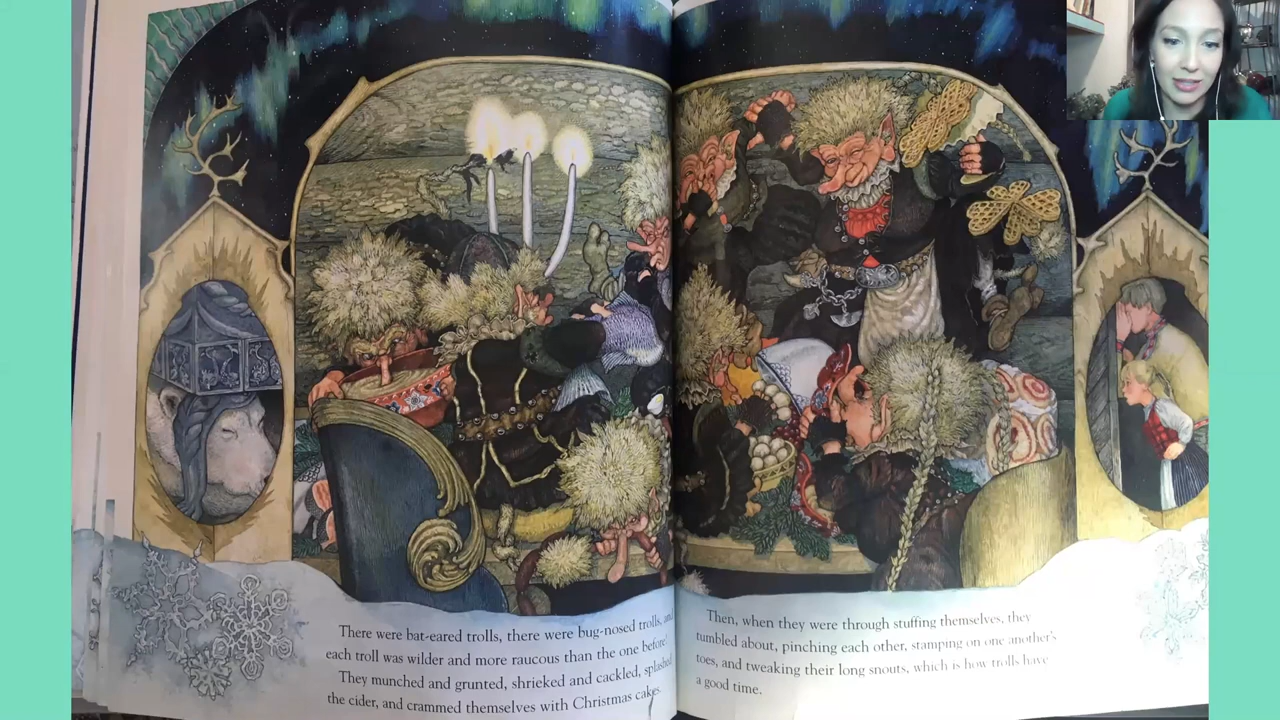 There were bat-eared trolls, there were bug-nosed trolls, and
each troll was wilder and more raucous than the one before!
They munched and grunted, shrieked and cackled, splashed
the cider, and crammed themselves with Christmas cakes.
Then, when they were through stuffing themselves, they
tumbled about, pinching each other, stamping on one another's
toes, and tweaking their long snouts, which is how trolls have
a good time.